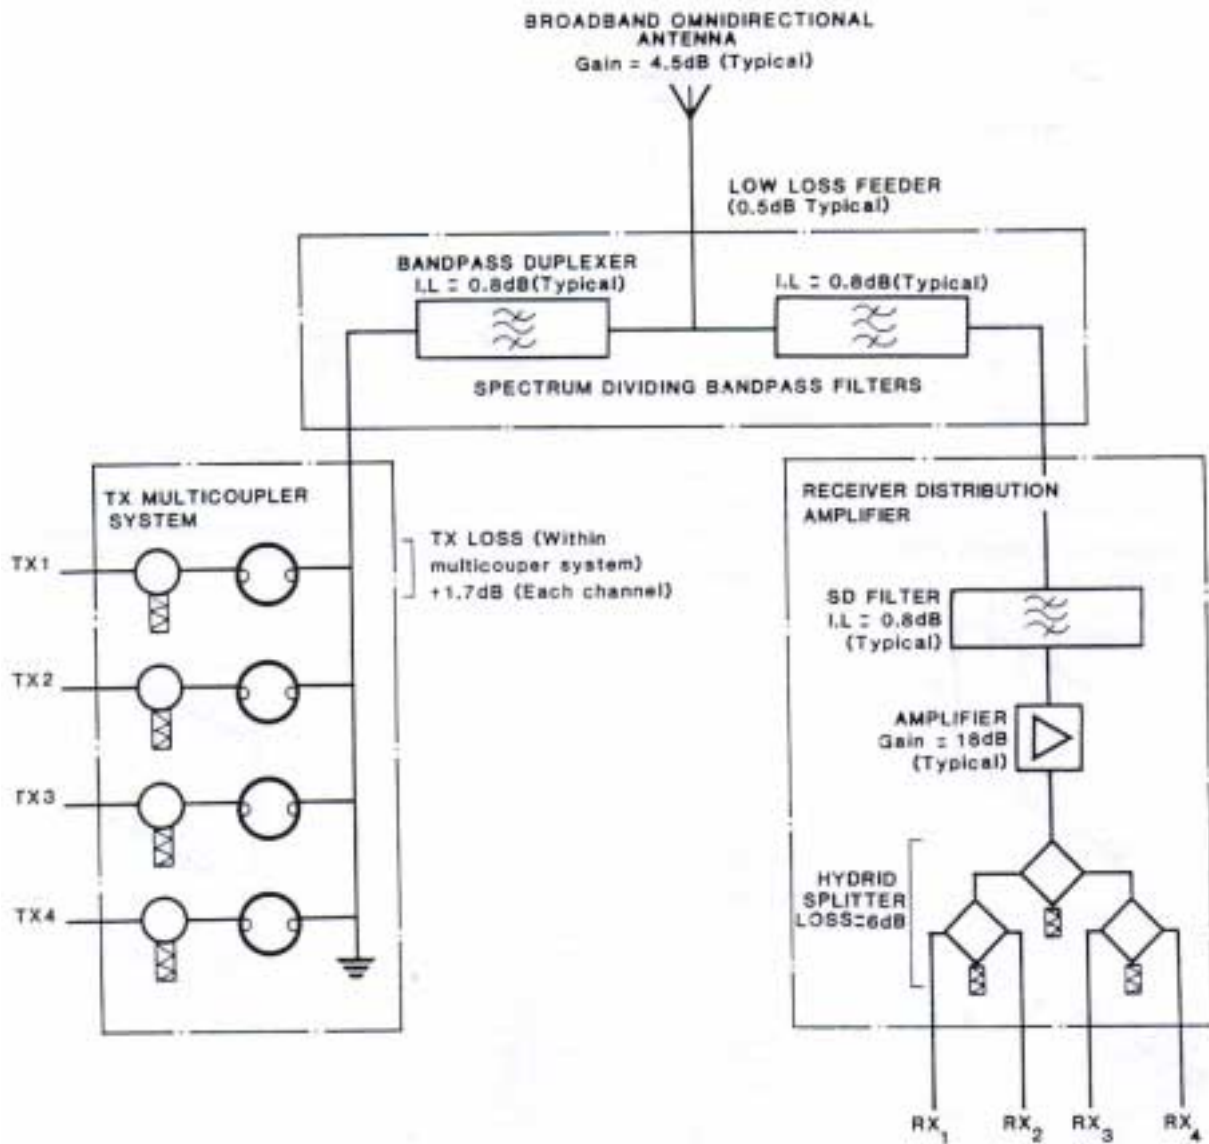 BROADBAND OMNIDIRECTIONAL
ANTENNA
Gain = 4.5dB (Typical)
LOW LOSS FEEDER
(0.5dB Typical)
BANDPASS DUPLEXER
I.L = 0.8dB(Typical)
I.L = 0.8dB(Typical)
SPECTRUM DIVIDING BANDPASS FILTERS
TX MULTICOUPLER
SYSTEM
TX1
TX2
TX3
TX4
TX LOSS (Within
multicouper system)
+1.7dB (Each channel)
RECEIVER DISTRIBUTION
AMPLIFIER
SD FILTER
I.L = 0.8dB
(Typical)
AMPLIFIER
Gain = 16dB
(Typical)
HYDRID
SPLITTER
LOSS=6dB
RX1
RX2
RX3
RX4